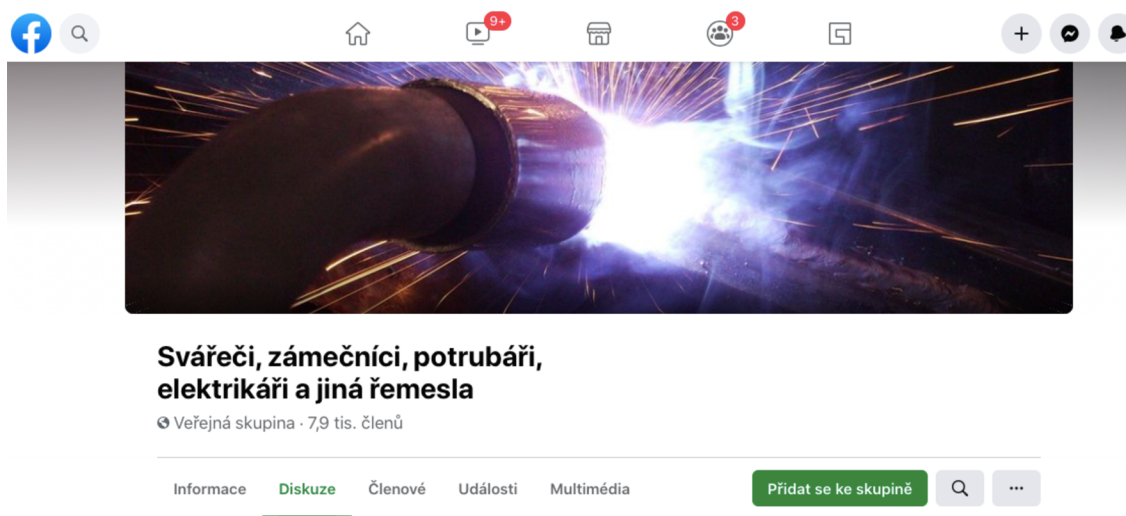 9+
3
Svářeči, zámečníci, potrubáři,
elektrikáři a jiná řemesla
Veřejná skupina · 7,9 tis. členů
Informace Diskuze Členové Události Multimédia Přidat se ke skupině